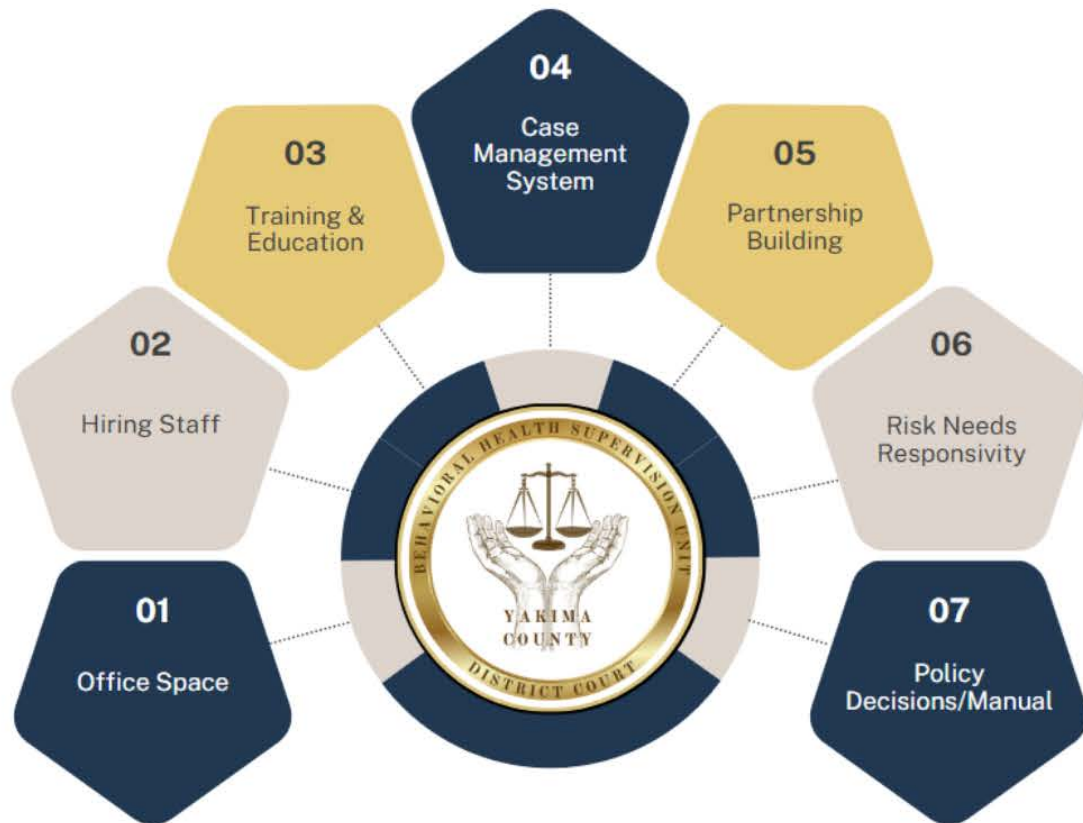 04
Case
Management
System
03
Training &
Education
05
Partnership
Building
02
Hiring Staff
06
Risk Needs
Responsivity
01
Office Space
07
Policy
Decisions/Manual
BEHAVIORAL HEALTH SUPERVISION UNIT
YAKIMA
COUNTY
DISTRICT COURT